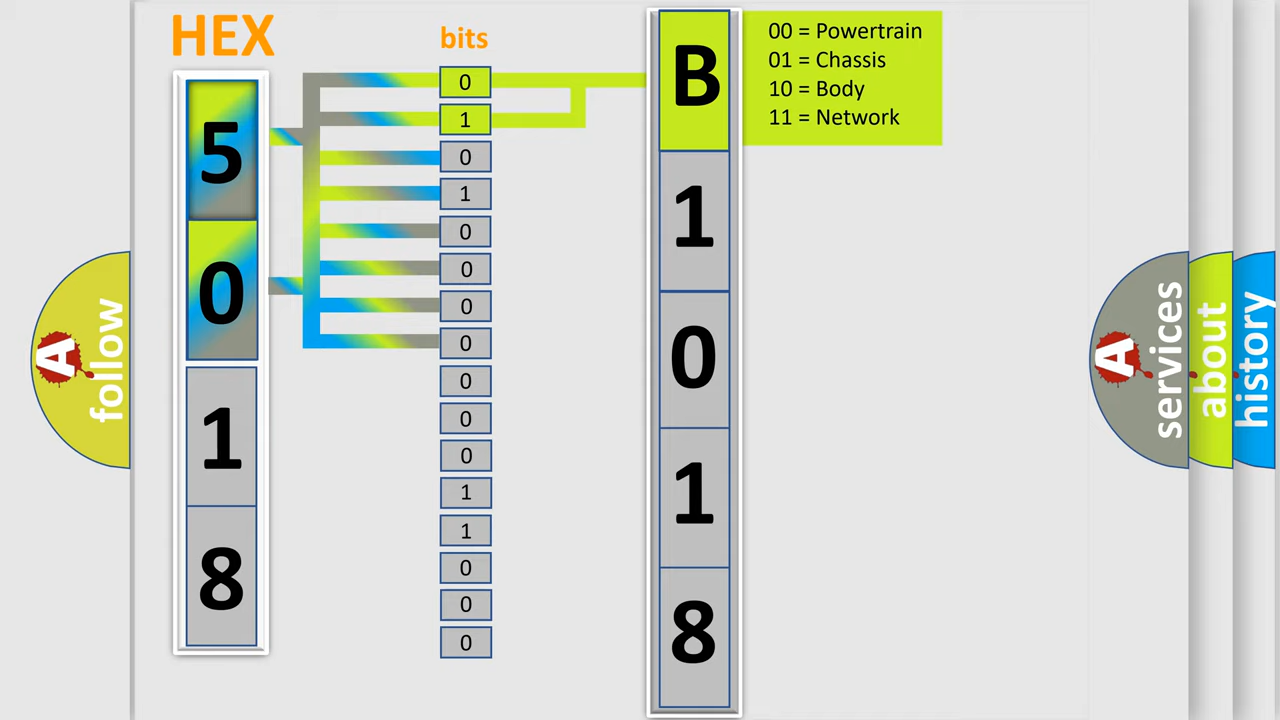 HEX
bits
5
0
1
8
0
1
0
1
0
0
0
0
0
0
0
1
1
0
0
0
B
1
0
1
8
00 = Powertrain
01 = Chassis
10 = Body
11 = Network
A
follow
A
services
about
history